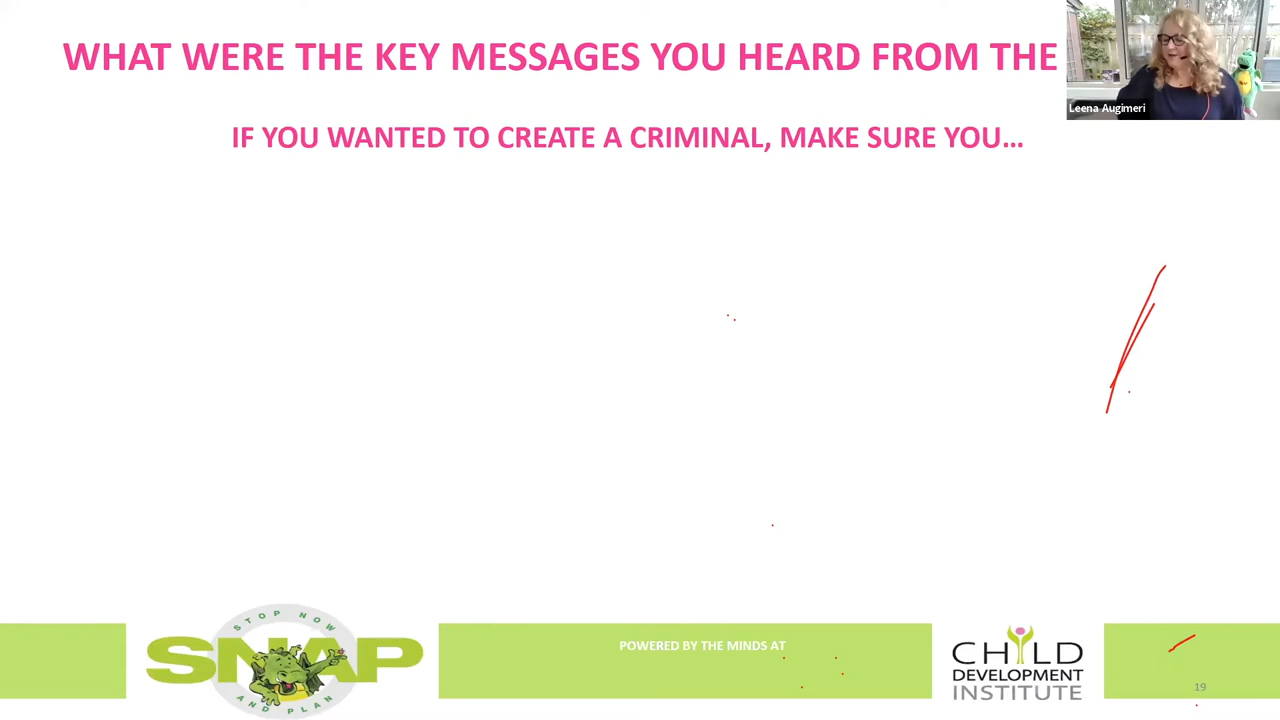 WHAT WERE THE KEY MESSAGES YOU HEARD FROM THE
Leena Augimeri
IF YOU WANTED TO CREATE A CRIMINAL, MAKE SURE YOU…
STOP NOW
SNAP
AND PLAN
POWERED BY THE MINDS AT
CHILD
DEVELOPMENT
INSTITUTE
19